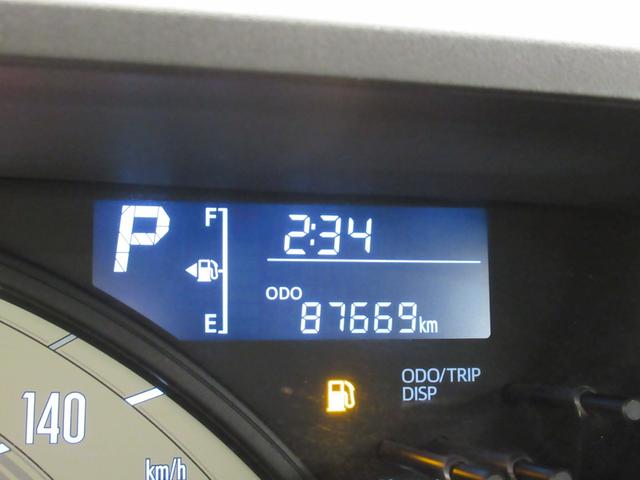 P
F
2:34
ODO
E
87669km
ODO/TRIP
DISP
140
km/h